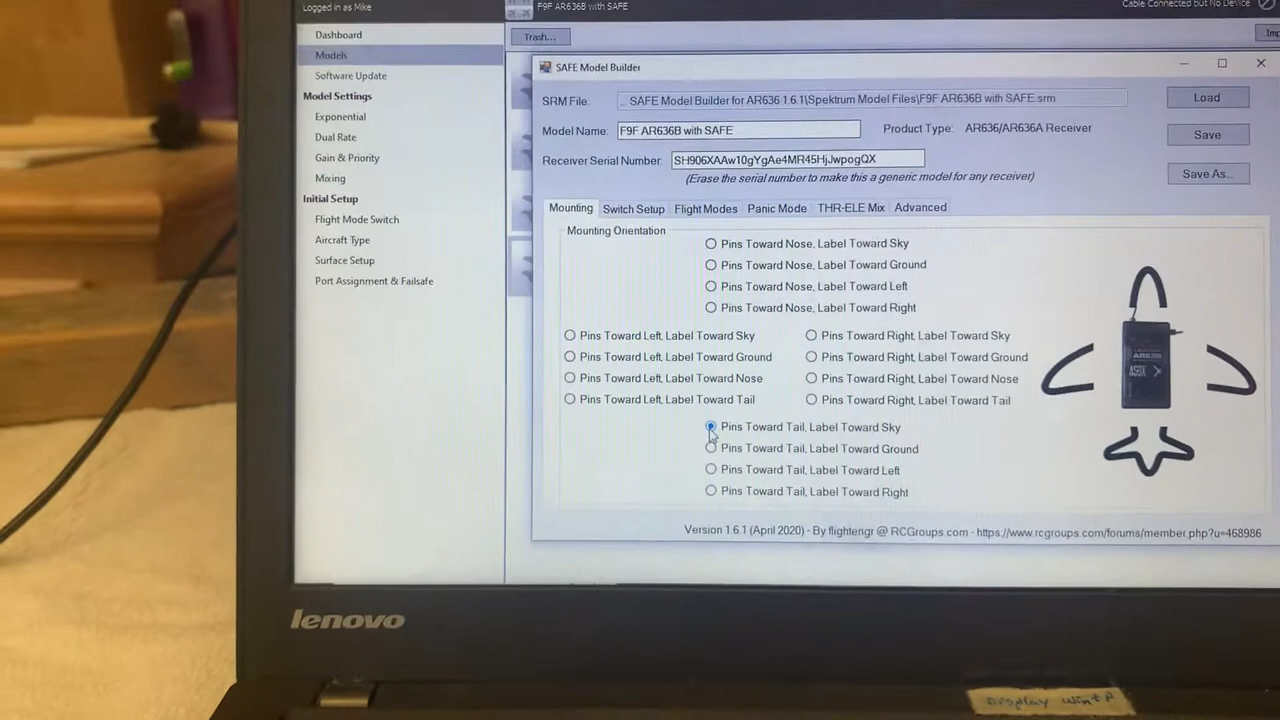 Logged in as Mike
F9F AR636B with SAFE
Cable Connected but No Device
Dashboard
Models
Software Update
Model Settings
Exponential
Dual Rate
Gain & Priority
Mixing
Initial Setup
Flight Mode Switch
Aircraft Type
Surface Setup
Port Assignment & Failsafe
Trash...
Imp
SAFE Model Builder
SRM File:
.. SAFE Model Builder for AR636 1.6.1\Spektrum Model Files\F9F AR636B with SAFE.srm
Load
Model Name:
F9F AR636B with SAFE
Product Type:
AR636/AR636A Receiver
Save
Receiver Serial Number:
SH906XAAw10gYgAe4MR45HjJwpogQX
(Erase the serial number to make this a generic model for any receiver)
Save As...
Mounting
Switch Setup
Flight Modes
Panic Mode
THR-ELE Mix
Advanced
Mounting Orientation
Pins Toward Nose, Label Toward Sky
Pins Toward Nose, Label Toward Ground
Pins Toward Nose, Label Toward Left
Pins Toward Nose, Label Toward Right
Pins Toward Left, Label Toward Sky
Pins Toward Right, Label Toward Sky
Pins Toward Left, Label Toward Ground
Pins Toward Right, Label Toward Ground
Pins Toward Left, Label Toward Nose
Pins Toward Right, Label Toward Nose
Pins Toward Left, Label Toward Tail
Pins Toward Right, Label Toward Tail
Pins Toward Tail, Label Toward Sky
Pins Toward Tail, Label Toward Ground
Pins Toward Tail, Label Toward Left
Pins Toward Tail, Label Toward Right
AS3X
Version 1.6.1 (April 2020) - By flightengr @ RCGroups.com - https://www.rcgroups.com/forums/member.php?u=468986
lenovo
Display Win+P